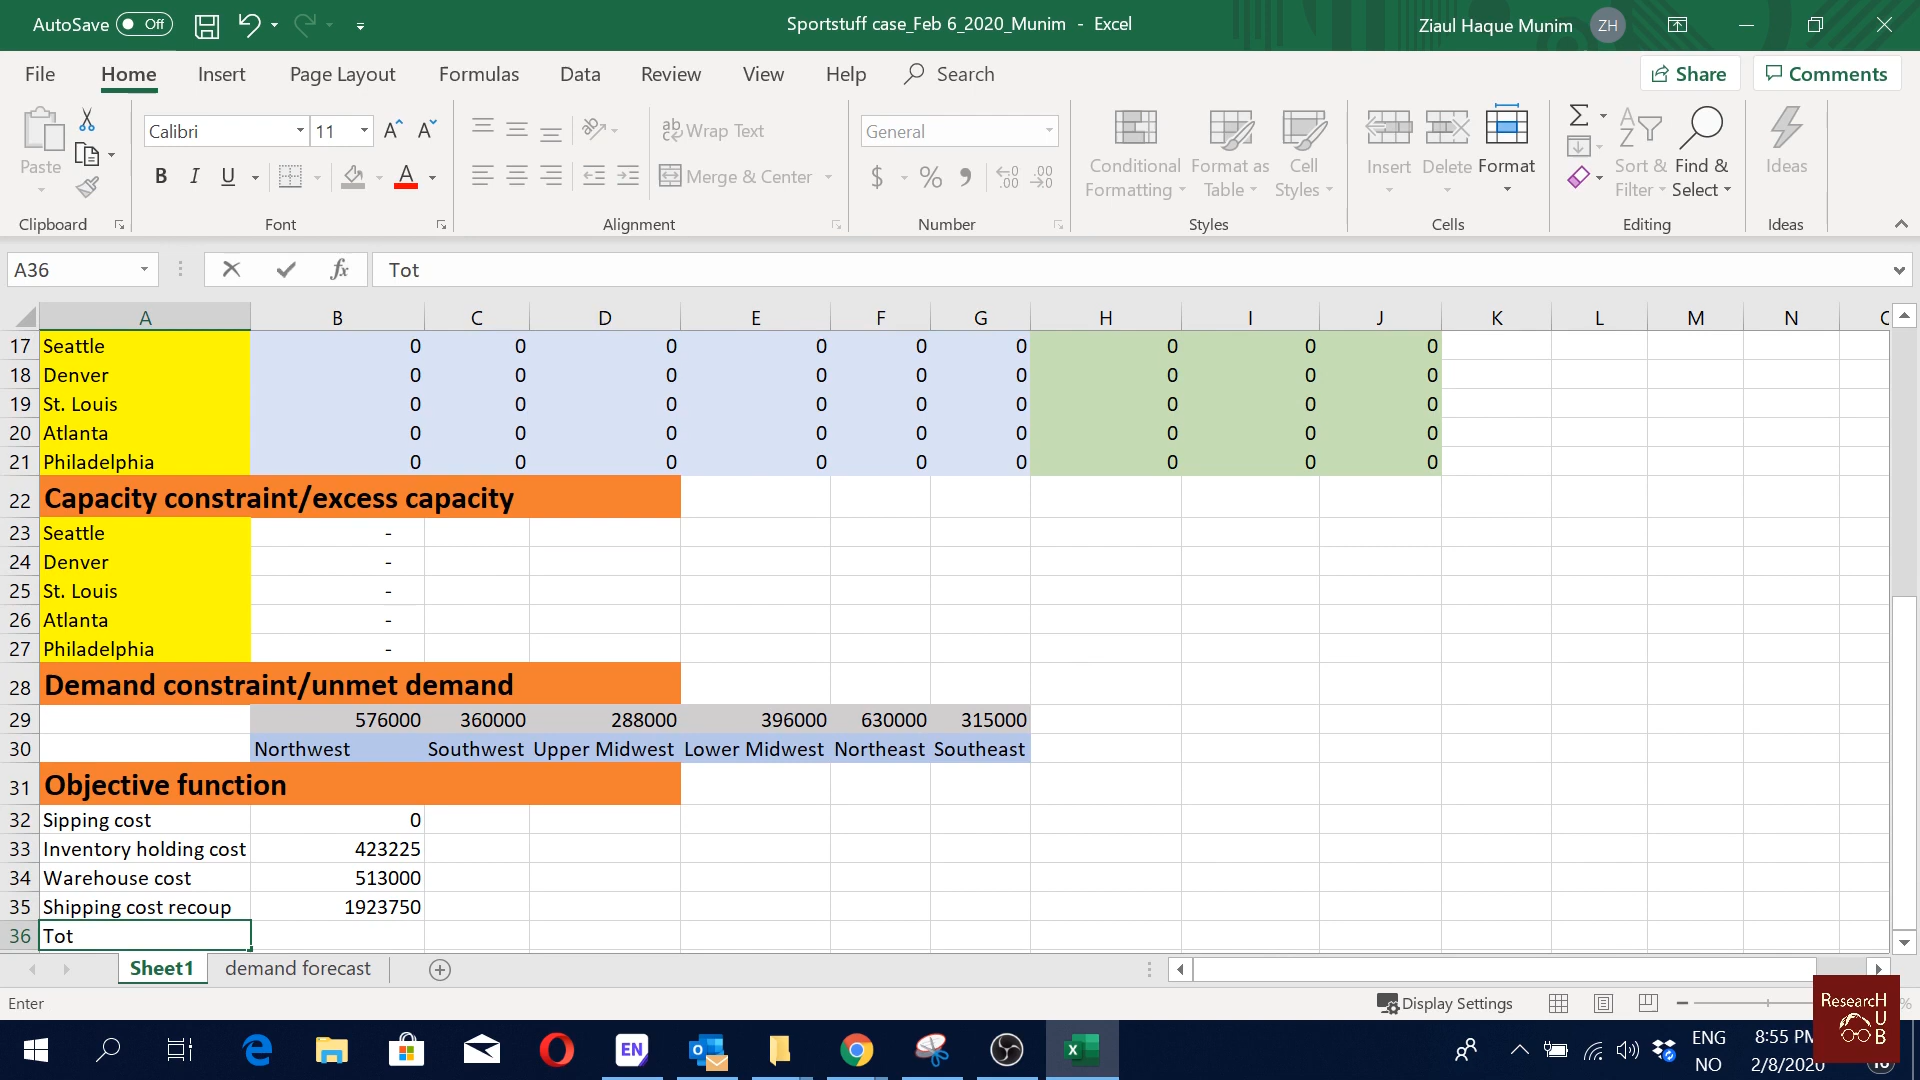 AutoSave Off
Sportstuff case_Feb 6_2020_Munim - Excel
Ziaul Haque Munim ZH
File Home Insert Page Layout Formulas Data Review View Help Search Share Comments
Paste
Clipboard
Calibri 11 A A
B I U A
Font
ab Wrap Text
Merge & Center
Alignment
General
$ % 9 .00 .00
Number
Conditional Formatting
Format as Table
Cell Styles
Styles
Insert Delete Format
Cells
Sort & Filter
Find & Select
Editing
Ideas
Ideas
A36 fx Tot
A B C D E F G H I J K L M N
17 Seattle 0 0 0 0 0 0 0 0 0
18 Denver 0 0 0 0 0 0 0 0 0
19 St. Louis 0 0 0 0 0 0 0 0 0
20 Atlanta 0 0 0 0 0 0 0 0 0
21 Philadelphia 0 0 0 0 0 0 0 0 0
22 Capacity constraint/excess capacity
23 Seattle -
24 Denver -
25 St. Louis -
26 Atlanta -
27 Philadelphia -
28 Demand constraint/unmet demand
29 576000 360000 288000 396000 630000 315000
30 Northwest Southwest Upper Midwest Lower Midwest Northeast Southeast
31 Objective function
32 Sipping cost 0
33 Inventory holding cost 423225
34 Warehouse cost 513000
35 Shipping cost recoup 1923750
36 Tot
Sheet1 demand forecast
Enter
Display Settings
%
ResearcH
U
B
EN
ENG
NO
8:55 PM
2/8/2020